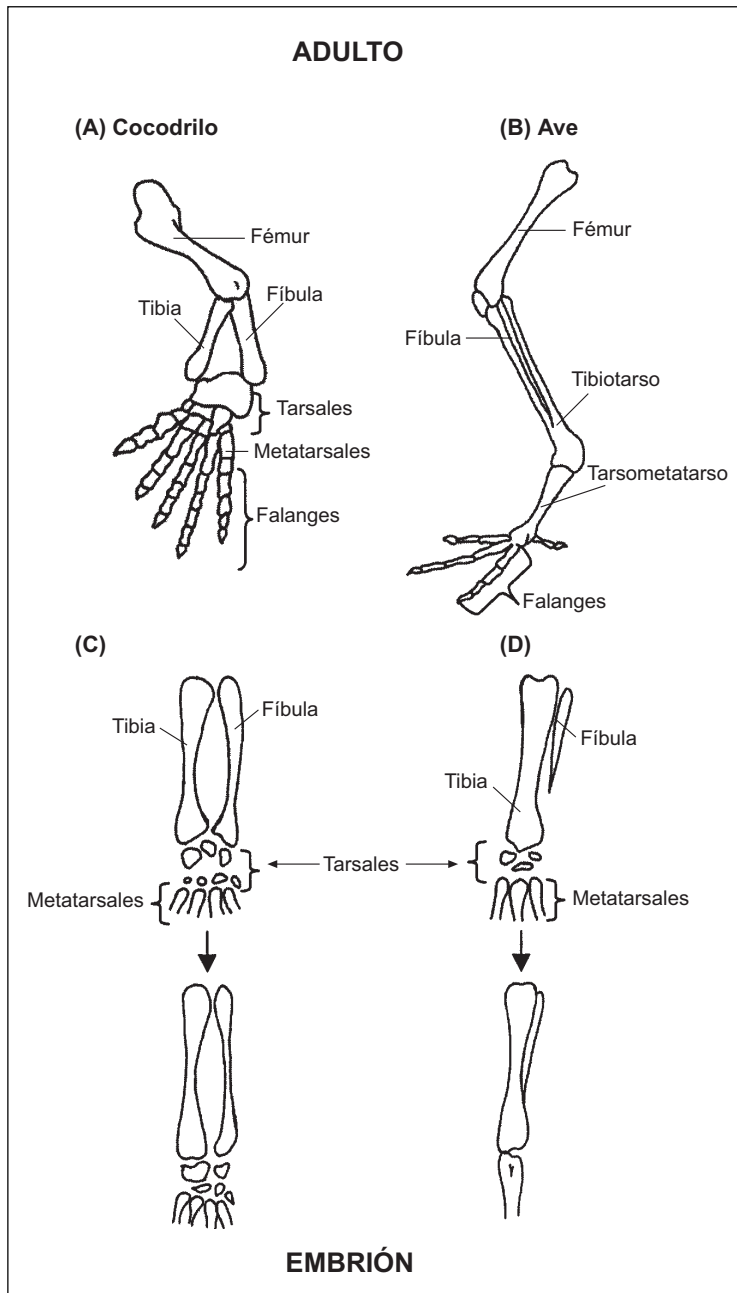 ADULTO
(A) Cocodrilo
(B) Ave
Fémur
Fémur
Tibia
Fíbula
Fíbula
Tibiotarso
Tarsales
Metatarsales
Tarsometatarso
Falanges
Falanges
(C)
(D)
Tibia
Fíbula
Fíbula
Tibia
Tarsales
Metatarsales
Metatarsales
EMBRIÓN